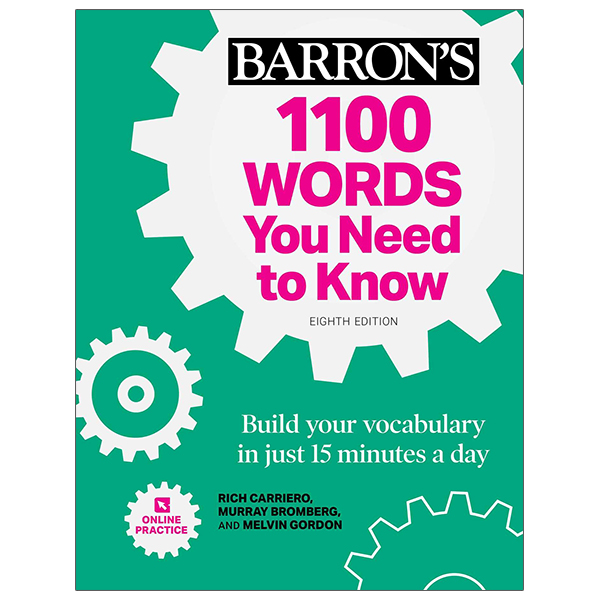 BARRON'S
1100
WORDS
You Need
to Know
EIGHTH EDITION
Build your vocabulary
in just 15 minutes a day
RICH CARRIERO,
MURRAY BROMBERG,
AND MELVIN GORDON
ONLINE
PRACTICE